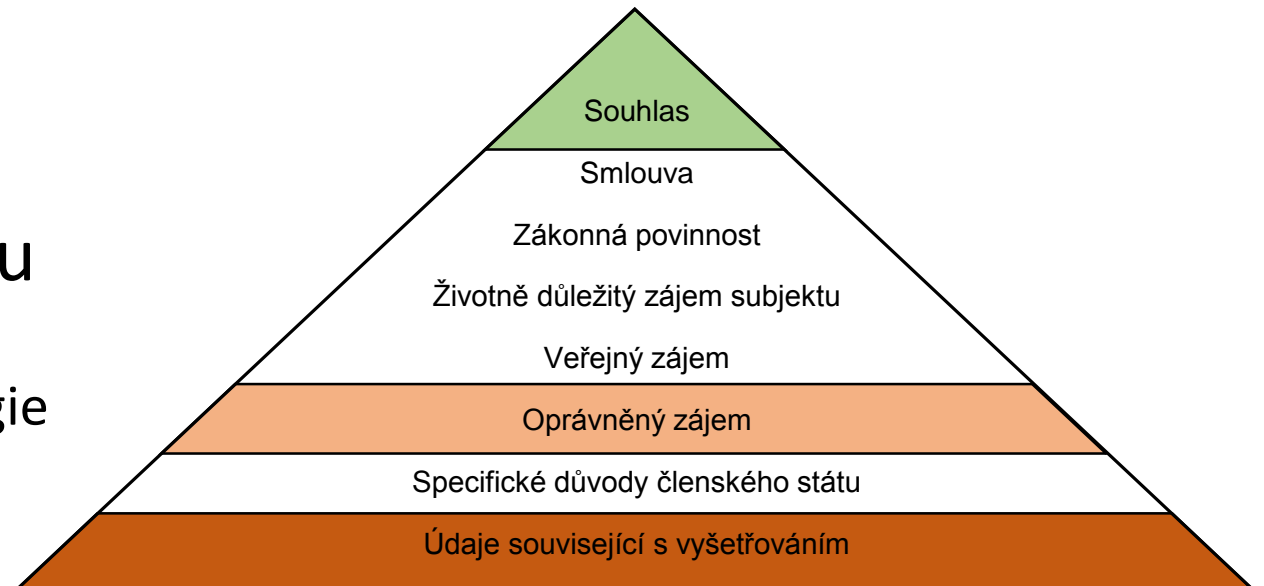 Souhlas
Smlouva
Zákonná povinnost
u
Životně důležitý zájem subjektu
Veřejný zájem
gie
Oprávněný zájem
Specifické důvody členského státu
Údaje související s vyšetřováním